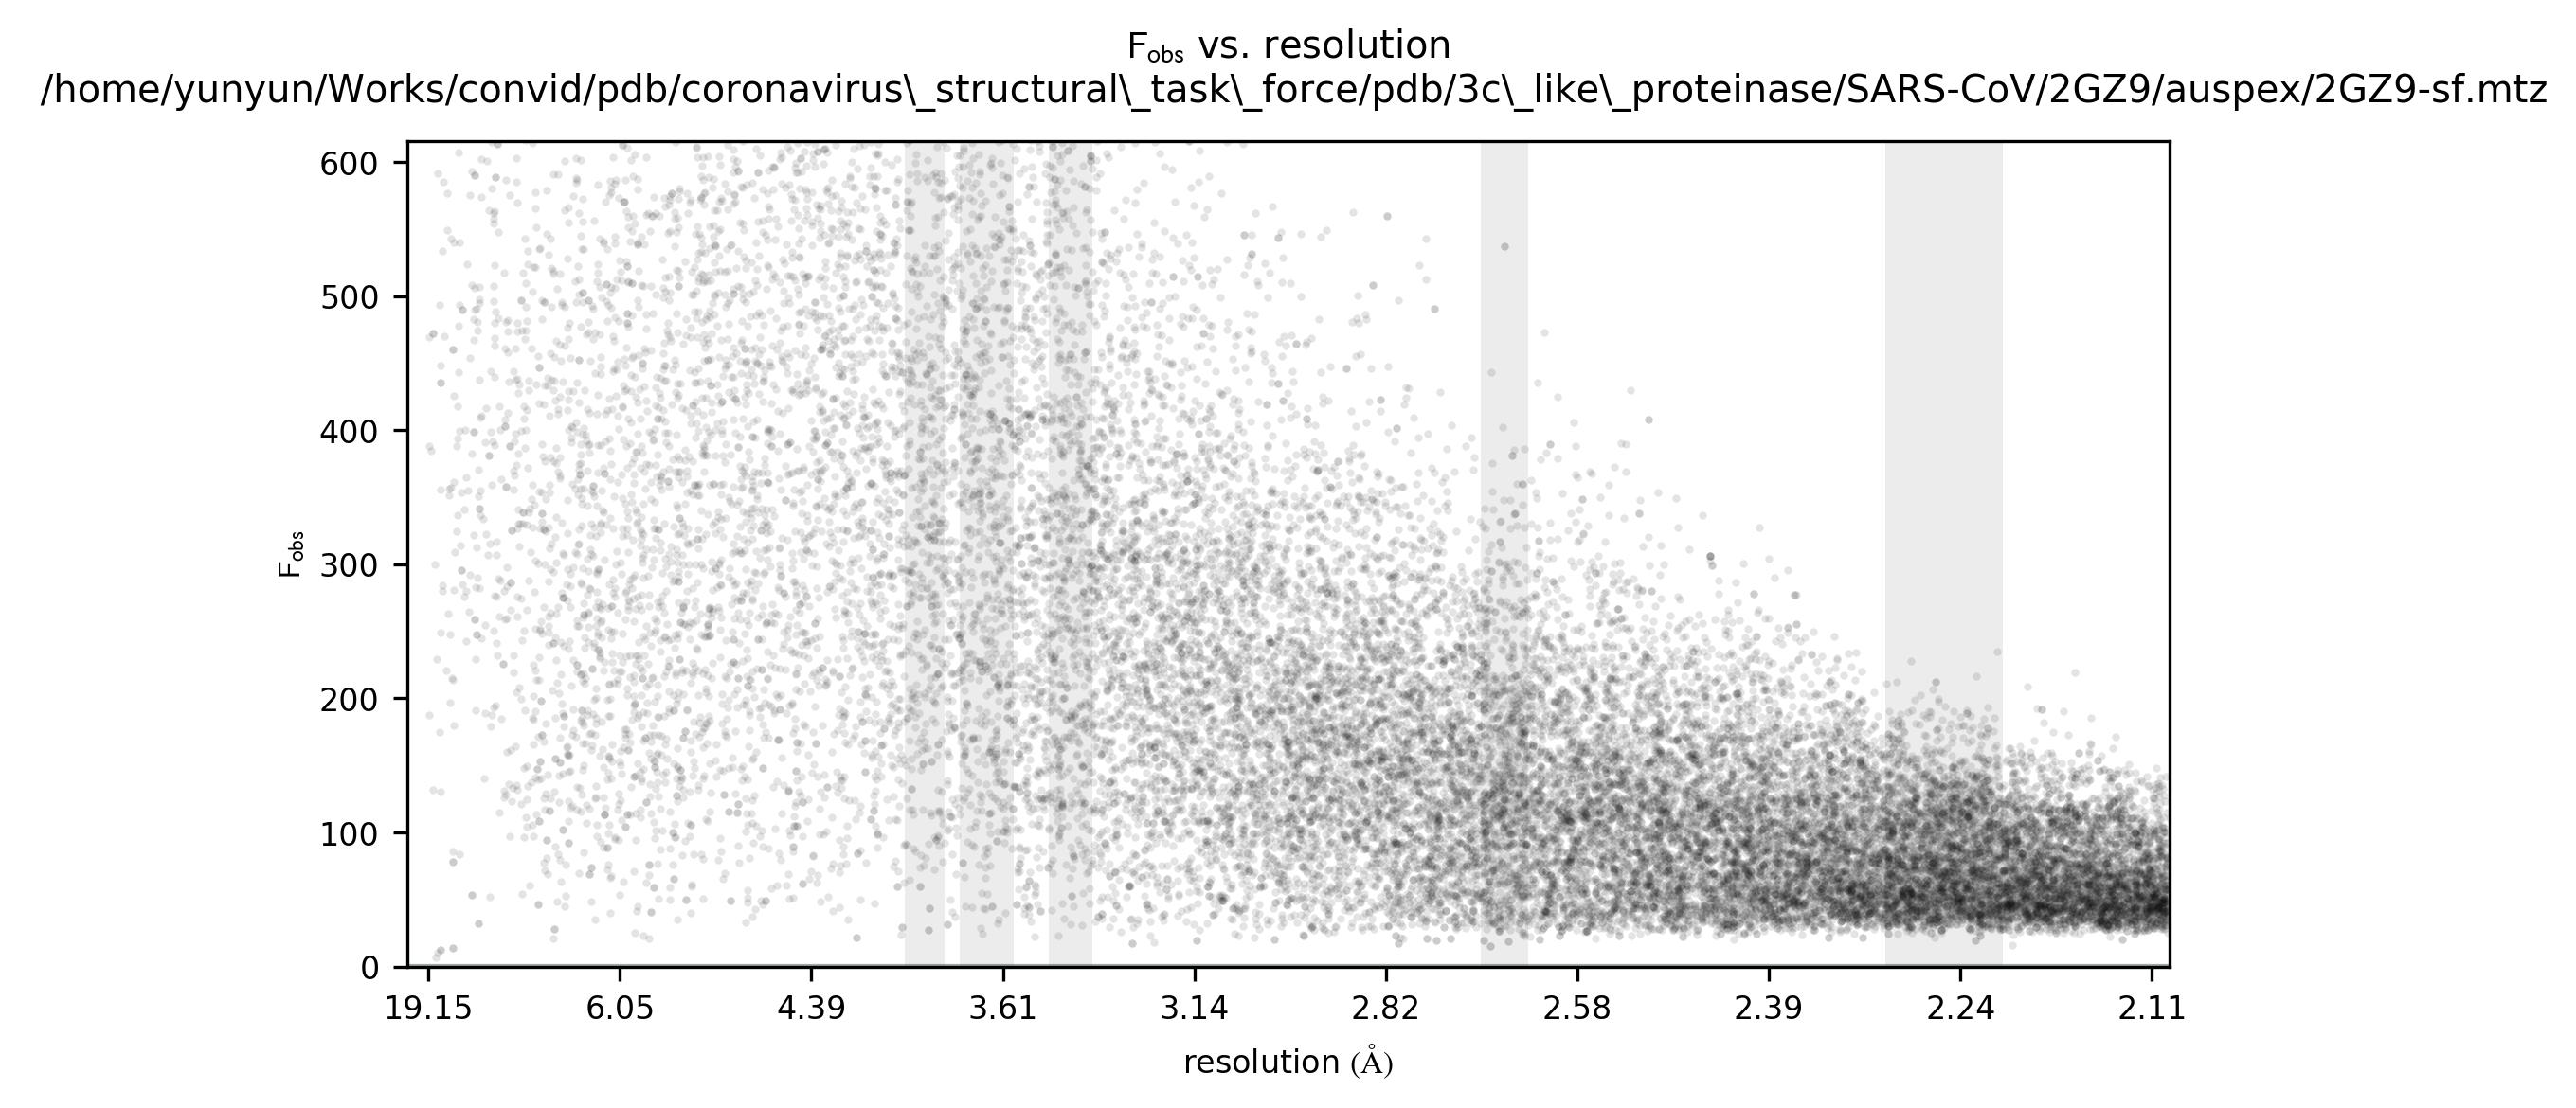 Fobs vs. resolution
/home/yunyun/Works/convid/pdb/coronavirus\_structural\_task\_force/pdb/3c\_like\_proteinase/SARS-CoV/2GZ9/auspex/2GZ9-sf.mtz
600
500
400
300
200
100
0
Fobs
19.15 6.05 4.39 3.61 3.14 2.82 2.58 2.39 2.24 2.11
resolution (Å)